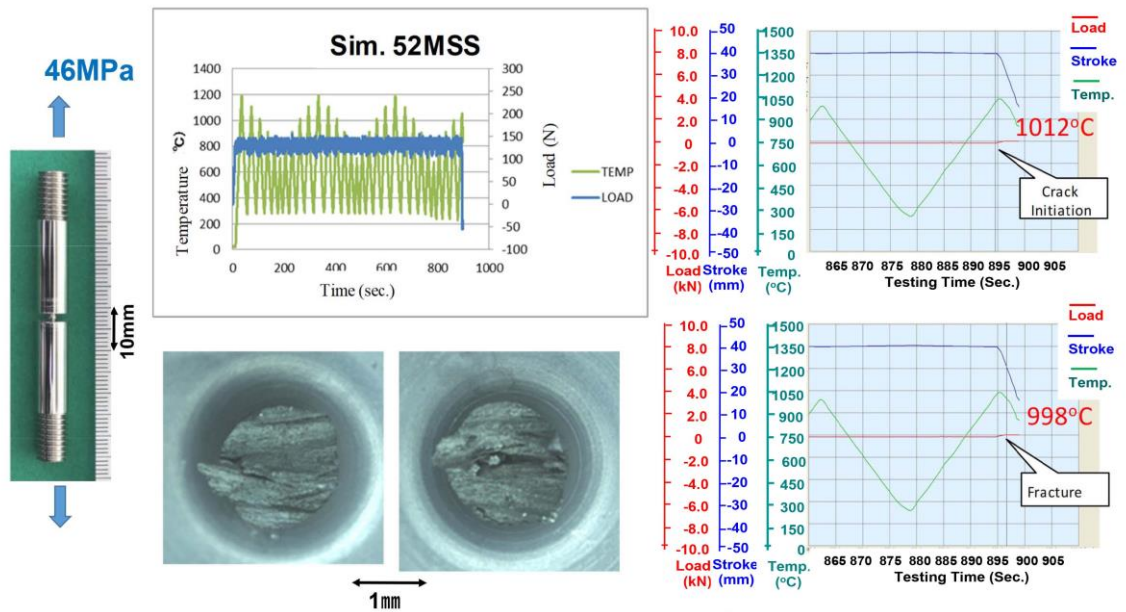 46MPa
10mm
Sim. 52MSS
Temperature ℃
1400
1200
1000
800
600
400
200
0
300
250
200
150
100
50
0
-50
-100
Load (N)
TEMP
LOAD
0 200 400 600 800 1000
Time (sec.)
1mm
10.0
8.0
6.0
4.0
2.0
0
-2.0
-4.0
-6.0
-8.0
-10.0
Load
(kN)
50
40
30
20
10
0
-10
-20
-30
-40
-50
Stroke
(mm)
1500
1350
1200
1050
900
750
600
450
300
150
0
Temp.
(°C)
Load
Stroke
Temp.
1012°C
Crack
Initiation
865 870 875 880 885 890 895 900 905
Testing Time (Sec.)
10.0
8.0
6.0
4.0
2.0
0
-2.0
-4.0
-6.0
-8.0
-10.0
Load
(kN)
50
40
30
20
10
0
-10
-20
-30
-40
-50
Stroke
(mm)
1500
1350
1200
1050
900
750
600
450
300
150
0
Temp.
(°C)
Load
Stroke
Temp.
998°C
Fracture
865 870 875 880 885 890 895 900 905
Testing Time (Sec.)